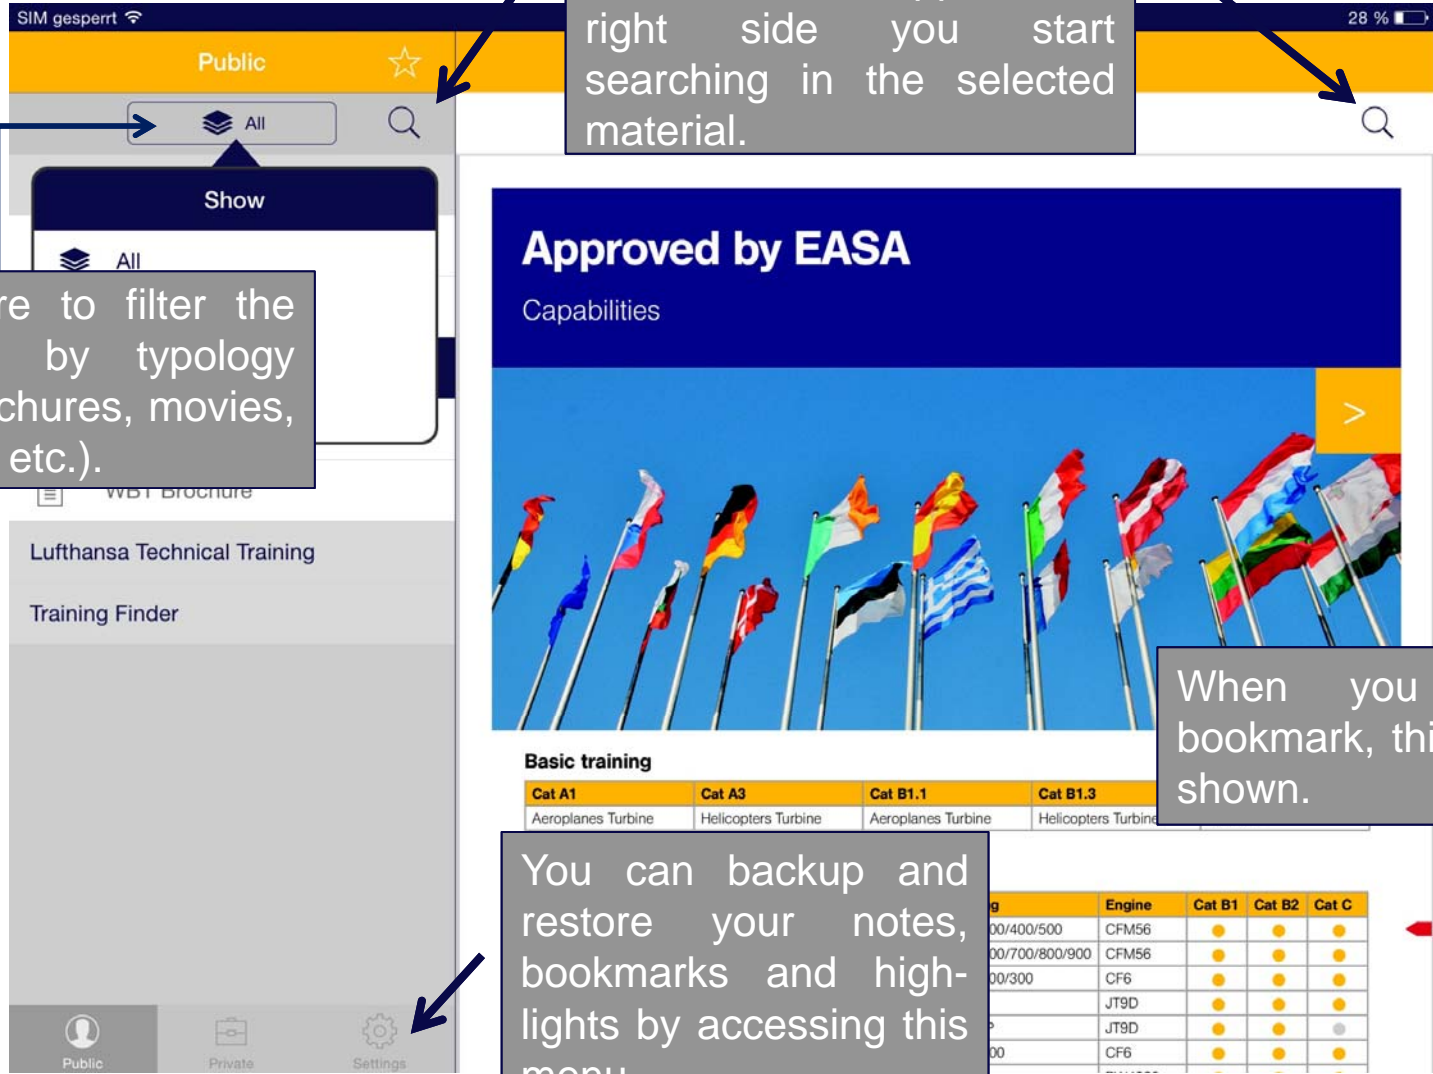 SIM gesperrt
28 %
Public
right side you start
searching in the selected
material.
All
Show
All
re to filter the
by typology
chures, movies,
etc.).
WBT Brochure
Lufthansa Technical Training
Training Finder
Public
Private
Settings
Approved by EASA
Capabilities
>
When you
bookmark, thi
shown.
Basic training
Cat A1 Cat A3 Cat B1.1 Cat B1.3
Aeroplanes Turbine Helicopters Turbine Aeroplanes Turbine Helicopters Turbine
You can backup and
restore your notes,
bookmarks and high-
lights by accessing this
menu
g Engine Cat B1 Cat B2 Cat C
00/400/500 CFM56
00/700/800/900 CFM56
00/300 CF6
JT9D
JT9D
00 CF6